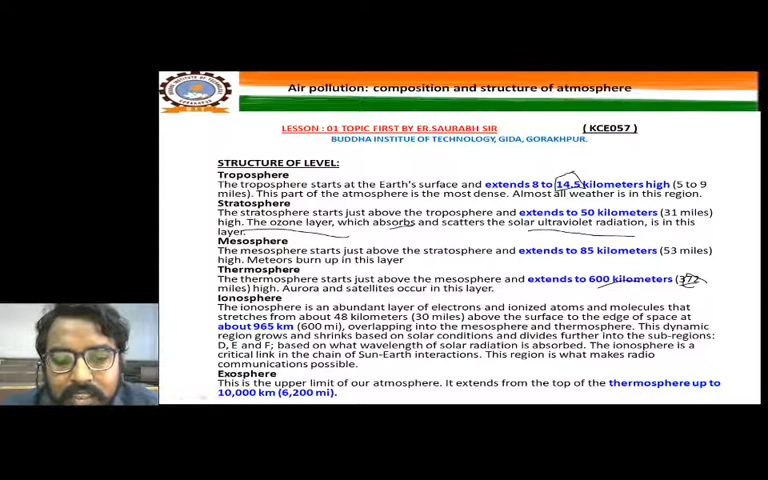 Air pollution: composition and structure of atmosphere
LESSON : 01 TOPIC FIRST BY ER.SAURABH SIR ( KCE057 )
BUDDHA INSTITUE OF TECHNOLOGY, GIDA, GORAKHPUR.
STRUCTURE OF LEVEL:
Troposphere
The troposphere starts at the Earth's surface and extends 8 to 14.5 kilometers high (5 to 9
miles). This part of the atmosphere is the most dense. Almost all weather is in this region.
Stratosphere
The stratosphere starts just above the troposphere and extends to 50 kilometers (31 miles)
high. The ozone layer, which absorbs and scatters the solar ultraviolet radiation, is in this
layer.
Mesosphere
The mesosphere starts just above the stratosphere and extends to 85 kilometers (53 miles)
high. Meteors burn up in this layer
Thermosphere
The thermosphere starts just above the mesosphere and extends to 600 kilometers (372
miles) high. Aurora and satellites occur in this layer.
Ionosphere
The ionosphere is an abundant layer of electrons and ionized atoms and molecules that
stretches from about 48 kilometers (30 miles) above the surface to the edge of space at
about 965 km (600 mi), overlapping into the mesosphere and thermosphere. This dynamic
region grows and shrinks based on solar conditions and divides further into the sub-regions:
D, E and F; based on what wavelength of solar radiation is absorbed. The ionosphere is a
critical link in the chain of Sun-Earth interactions. This region is what makes radio
communications possible.
Exosphere
This is the upper limit of our atmosphere. It extends from the top of the thermosphere up to
10,000 km (6,200 mi).